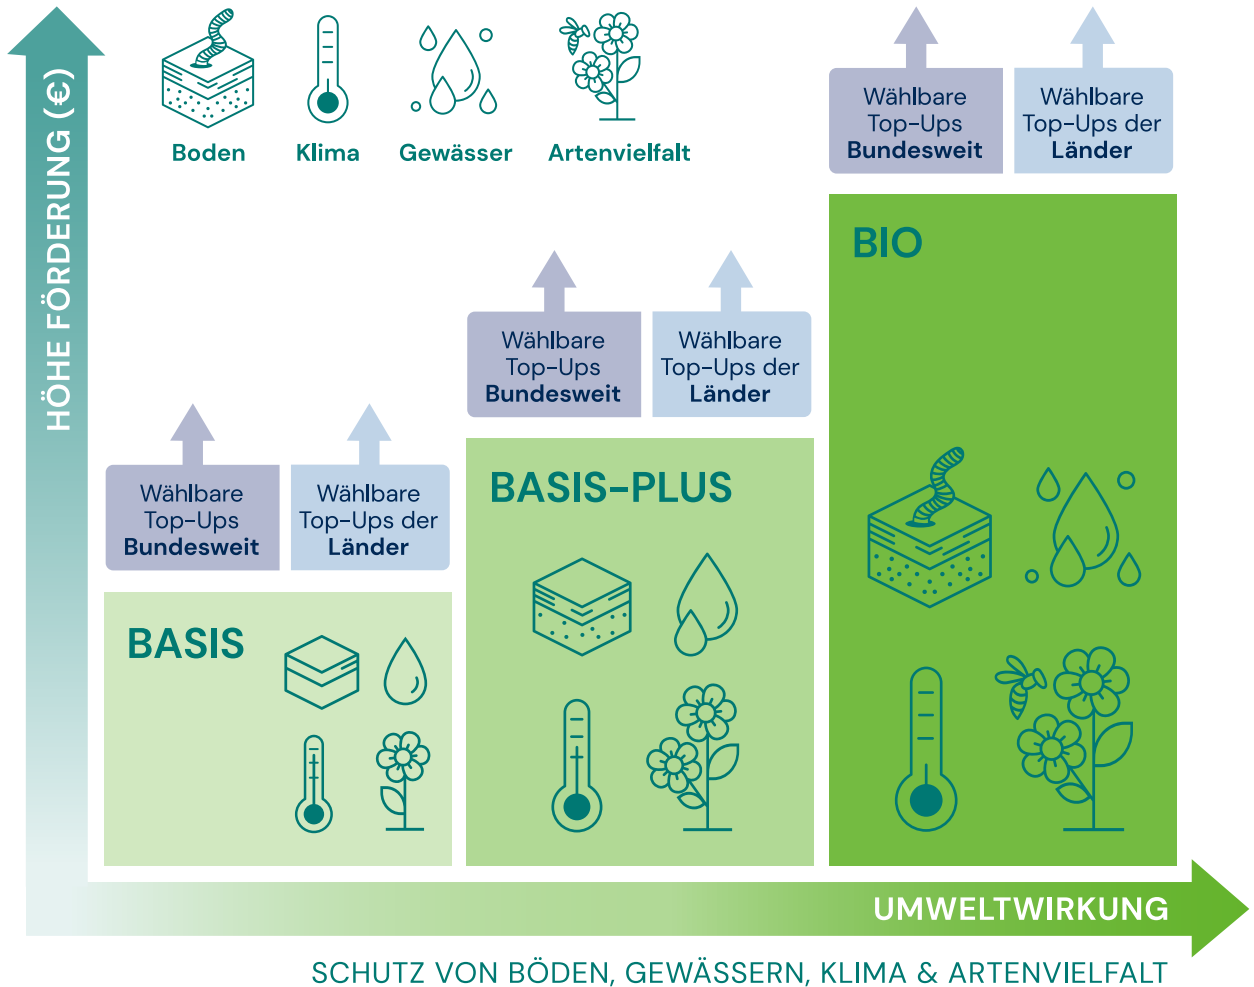 HÖHE FÖRDERUNG (€)
Boden
Klima
Gewässer
Artenvielfalt
Wählbare
Top-Ups
Bundesweit
Wählbare
Top-Ups der
Länder
BASIS
Wählbare
Top-Ups
Bundesweit
Wählbare
Top-Ups der
Länder
BASIS-PLUS
Wählbare
Top-Ups
Bundesweit
Wählbare
Top-Ups der
Länder
BIO
UMWELTWIRKUNG
SCHUTZ VON BÖDEN, GEWÄSSERN, KLIMA & ARTENVIELFALT